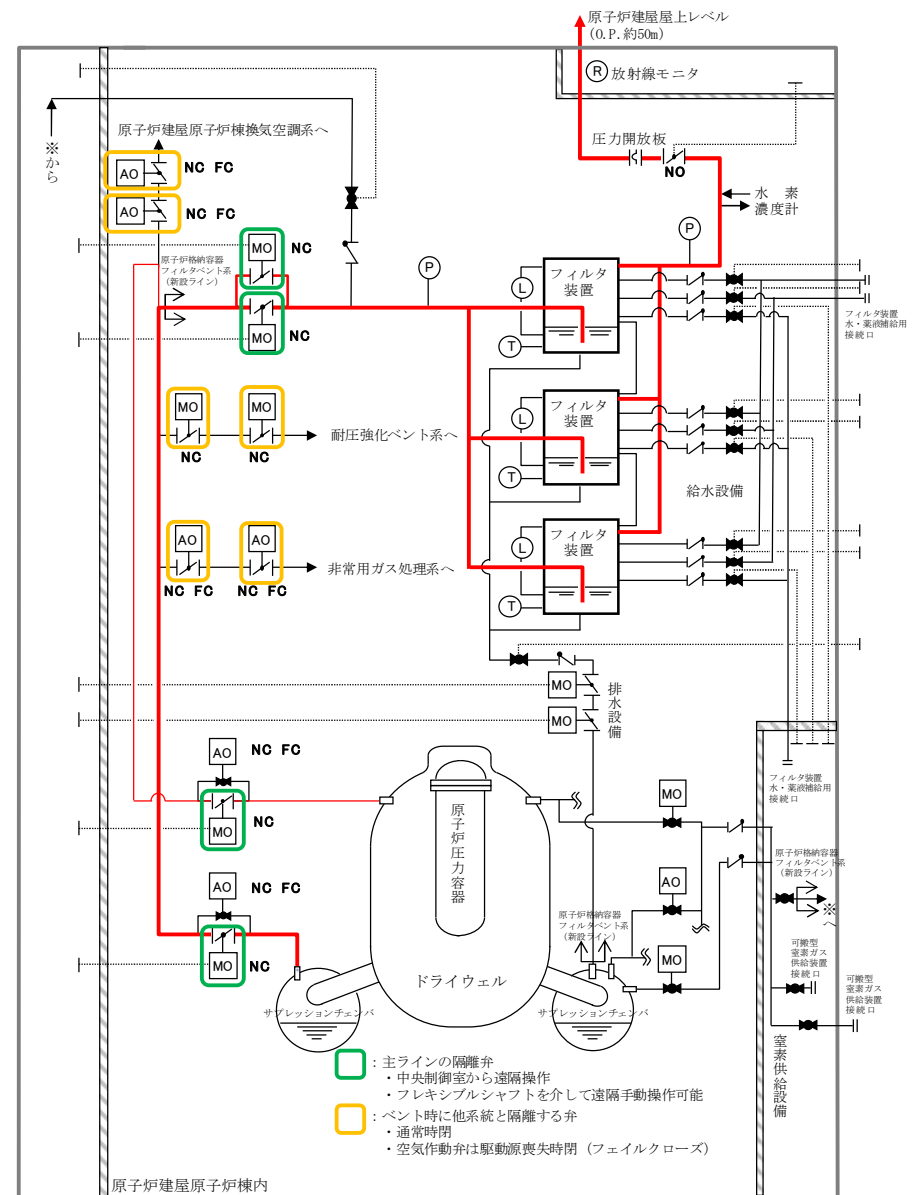 原子炉建屋屋上レベル
(O.P.約50m)
R 放射線モニタ
圧力開放板
NO
水 素
濃度計
P
※から
原子炉建屋原子炉棟換気空調系へ
AO NC FC
AO NC FC
原子炉格納容器
フィルタベント系
(新設ライン)
MO NC
MO
NC
P
フィルタ
装置
L
T
フィルタ装置
水・薬液補給用
接続口
MO
NC
MO
NC
耐圧強化ベント系へ
フィルタ
装置
L
T
給水設備
AO
NC FC
AO
NC FC
非常用ガス処理系へ
フィルタ
装置
L
T
MO
MO
排水設備
フィルタ装置
水・薬液補給用
接続口
AO NC FC
MO NC
原子炉圧力容器
MO
AO
MO
原子炉格納容器
フィルタベント系
(新設ライン)
※へ
AO NC FC
MO NC
原子炉格納容器
フィルタベント系
(新設ライン)
可搬型
窒素ガス
供給装置
接続口
可搬型
窒素ガス
供給装置
接続口
ドライウェル
サプレッションチェンバ
サプレッションチェンバ
窒素供給設備
:主ラインの隔離弁
・中央制御室から遠隔操作
・フレキシブルシャフトを介して遠隔手動操作可能
:ベント時に他系統と隔離する弁
・通常時閉
・空気作動弁は駆動源喪失時閉(フェイルクローズ)
原子炉建屋原子炉棟内